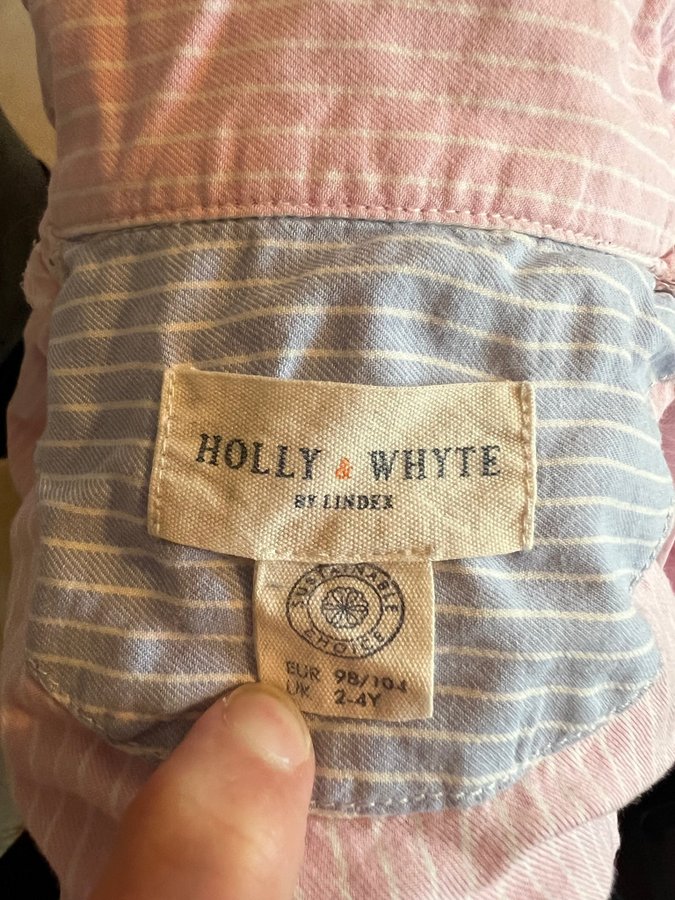 HOLLY & WHYTE
BY LINDEX
SUSTAINABLE
CHOICE
EUR 98/104
UK 2-4Y